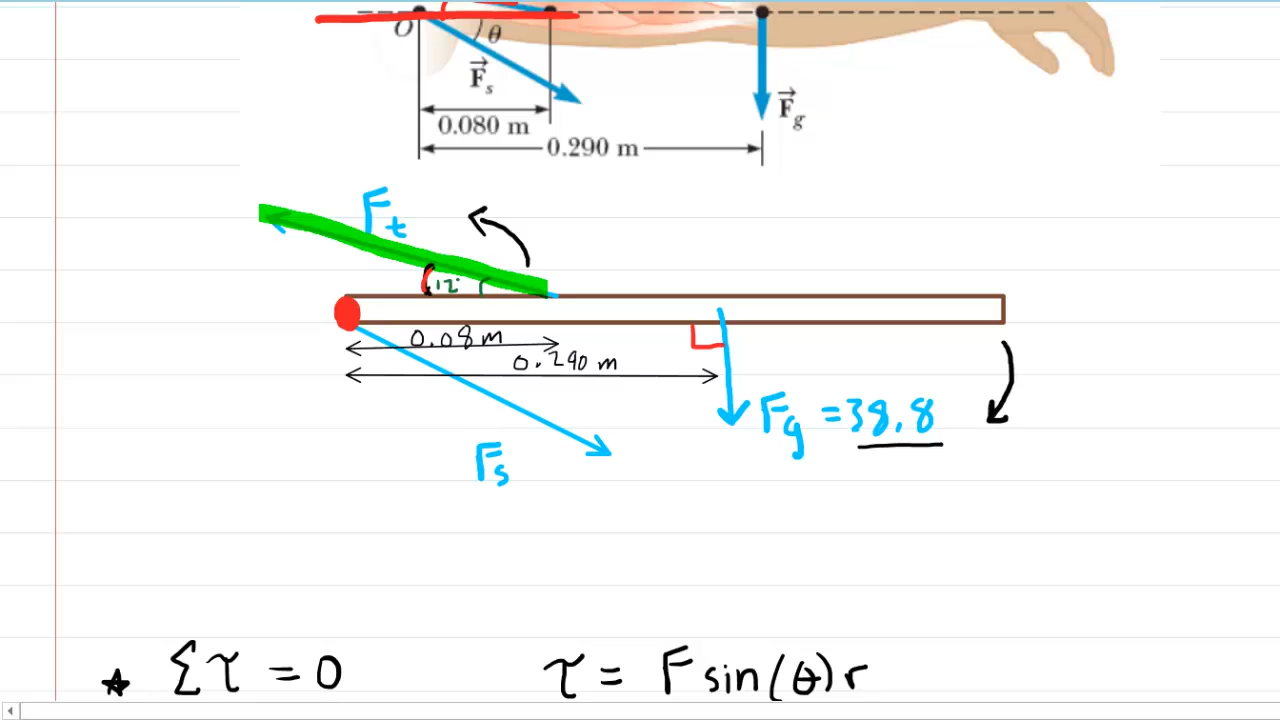 O θ
F⃗s
0.080 m
F⃗g
0.290 m
Ft
12°
0.08 m
0.290 m
Fg = 38.8
Fs
★ Στ = 0 τ = F sin(θ) r